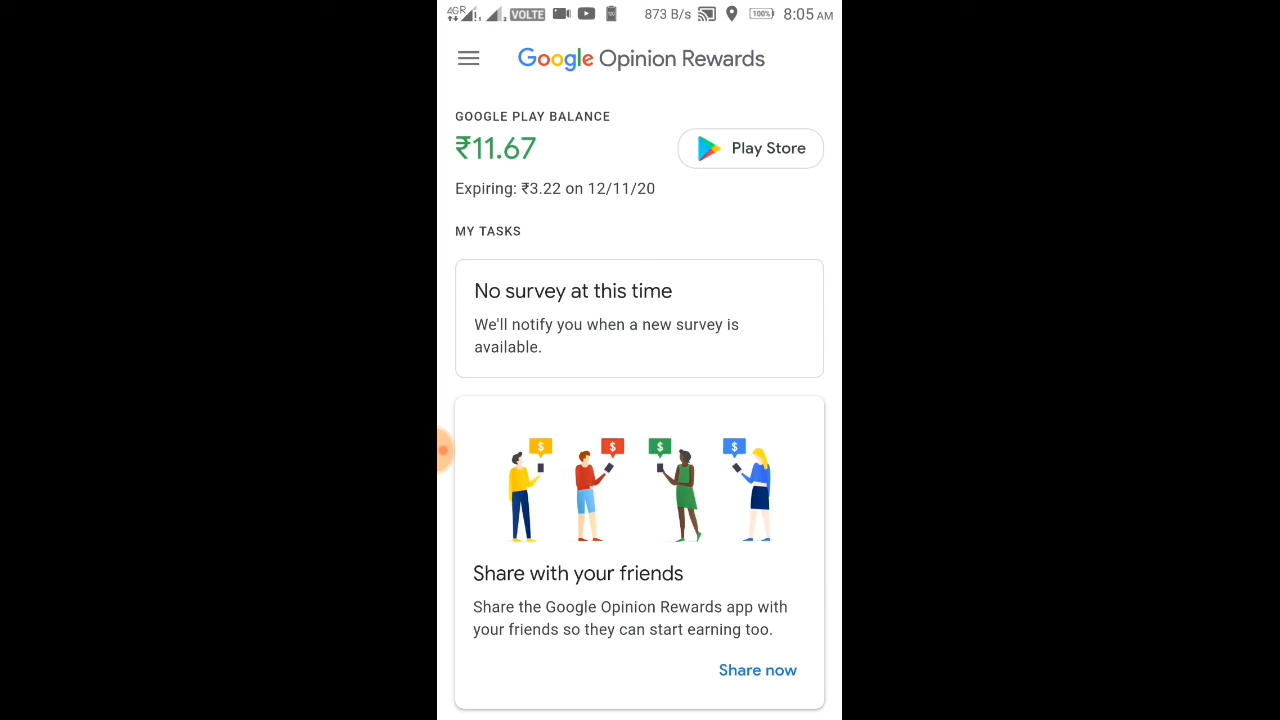 4GR VOLTE 873 B/s 100% 8:05 AM
Google Opinion Rewards
GOOGLE PLAY BALANCE
₹11.67
Play Store
Expiring: ₹3.22 on 12/11/20
MY TASKS
No survey at this time
We'll notify you when a new survey is
available.
$ $ $ $
Share with your friends
Share the Google Opinion Rewards app with
your friends so they can start earning too.
Share now